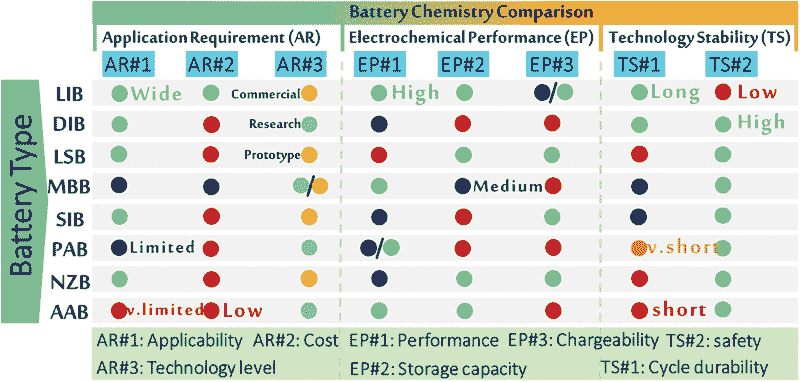 Battery Chemistry Comparison
Application Requirement (AR) Electrochemical Performance (EP) Technology Stability (TS)
AR#1 AR#2 AR#3 EP#1 EP#2 EP#3 TS#1 TS#2
Battery Type
LIB Wide Commercial High / Long Low
DIB Research High
LSB Prototype
MBB / Medium
SIB
PAB Limited / v.short
NZB
AAB v.limited Low short
AR#1: Applicability AR#2: Cost EP#1: Performance EP#3: Chargeability TS#2: safety
AR#3: Technology level EP#2: Storage capacity TS#1: Cycle durability